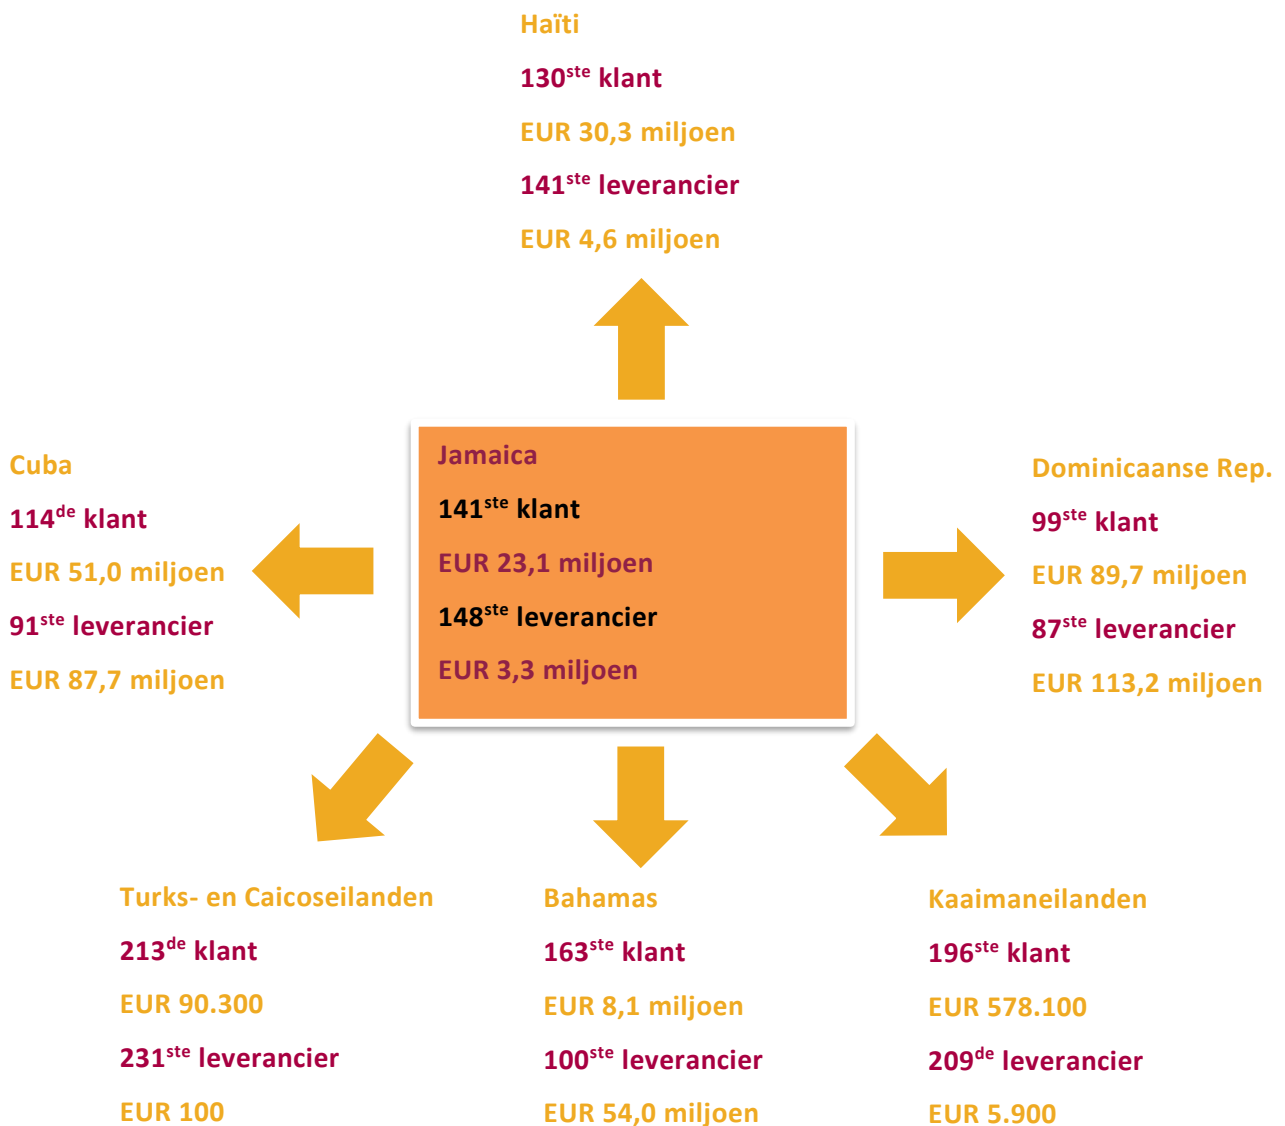 Haïti
130ste klant
EUR 30,3 miljoen
141ste leverancier
EUR 4,6 miljoen
Cuba
114de klant
EUR 51,0 miljoen
91ste leverancier
EUR 87,7 miljoen
Jamaica
141ste klant
EUR 23,1 miljoen
148ste leverancier
EUR 3,3 miljoen
Dominicaanse Rep.
99ste klant
EUR 89,7 miljoen
87ste leverancier
EUR 113,2 miljoen
Turks- en Caicoseilanden
213de klant
EUR 90.300
231ste leverancier
EUR 100
Bahamas
163ste klant
EUR 8,1 miljoen
100ste leverancier
EUR 54,0 miljoen
Kaaimaneilanden
196ste klant
EUR 578.100
209de leverancier
EUR 5.900